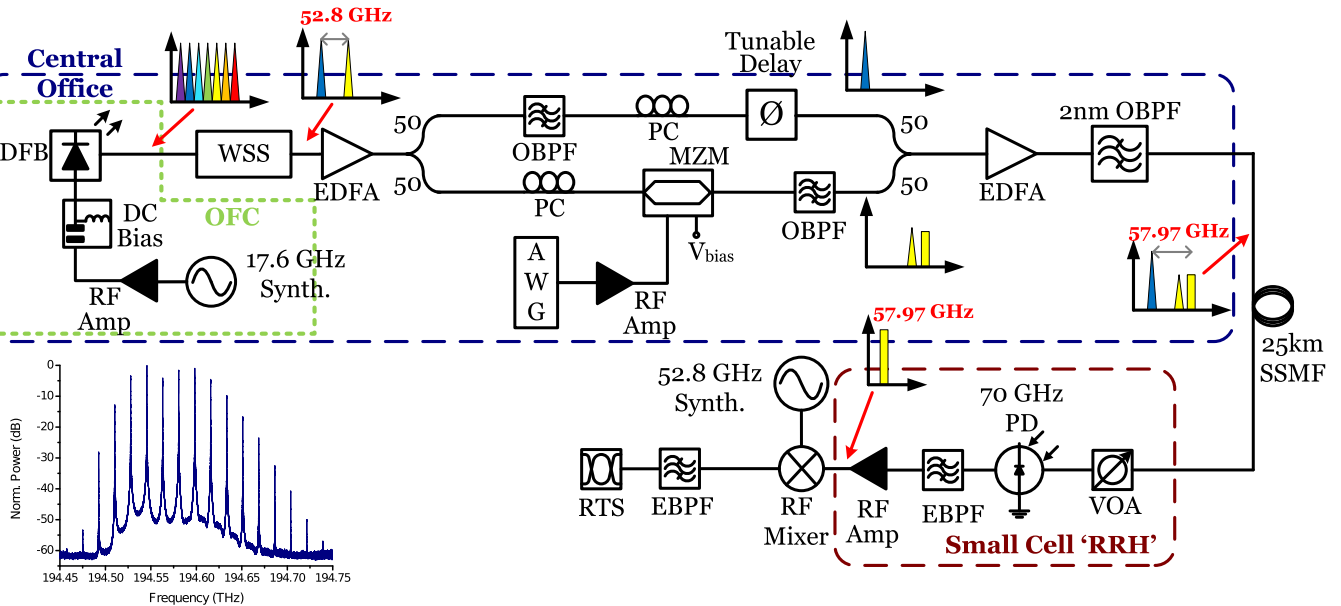 52.8 GHz
Central
Office
Tunable
Delay
DFB
WSS
EDFA
50
50
OBPF
PC
Ø
MZM
PC
OBPF
Vbias
50
50
EDFA
2nm OBPF
OFC
DC
Bias
17.6 GHz
Synth.
RF
Amp
A
W
G
RF
Amp
57.97 GHz
25km
SSMF
57.97 GHz
52.8 GHz
Synth.
70 GHz
PD
RTS
EBPF
RF
Mixer
RF
Amp
EBPF
VOA
Small Cell ‘RRH’
0
-10
-20
-30
-40
-50
-60
Norm. Power (dB)
194.45 194.50 194.55 194.60 194.65 194.70 194.75
Frequency (THz)